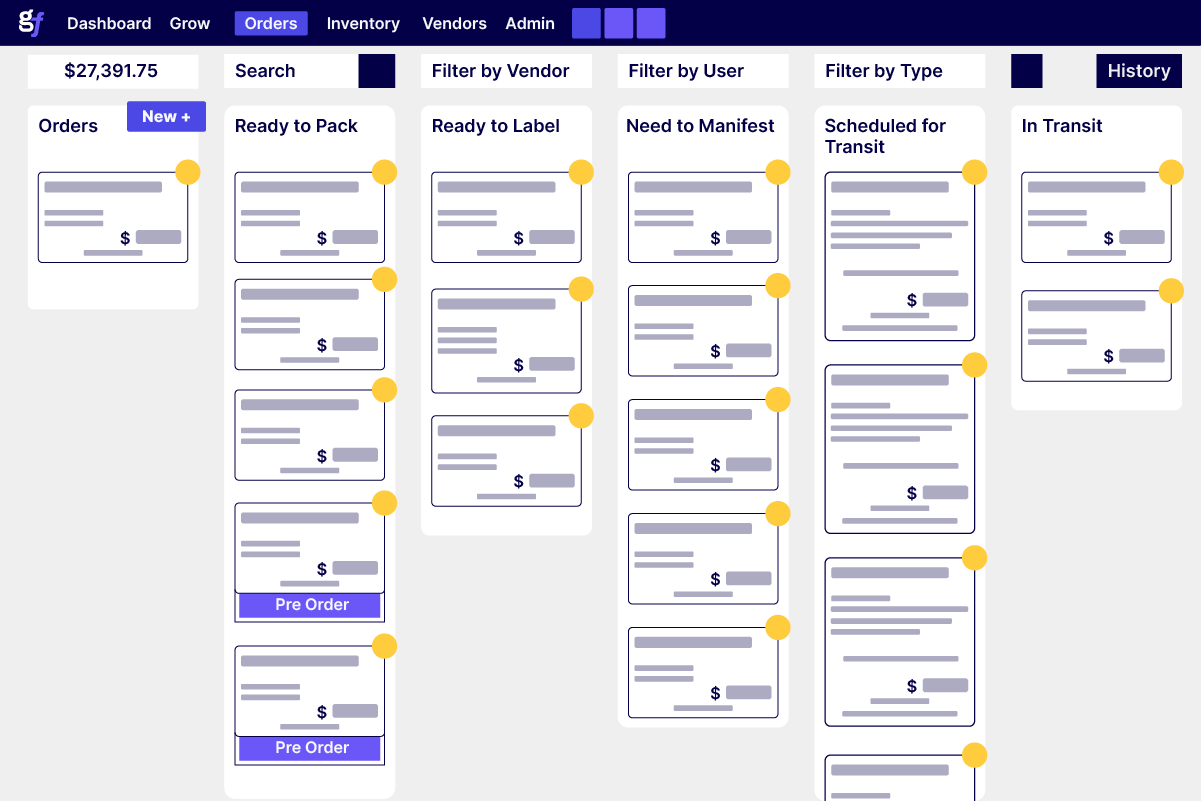 gf
Dashboard Grow Orders Inventory Vendors Admin
$27,391.75 Search Filter by Vendor Filter by User Filter by Type History
Orders New + Ready to Pack Ready to Label Need to Manifest Scheduled for Transit In Transit
$ $ $ $ $
$
$
$
$
$
$
$
$
$
$
$
$
Pre Order
$
$
$
Pre Order